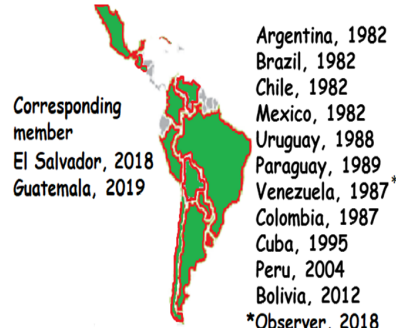 Corresponding
member
El Salvador, 2018
Guatemala, 2019
Argentina, 1982
Brazil, 1982
Chile, 1982
Mexico, 1982
Uruguay, 1988
Paraguay, 1989
Venezuela, 1987*
Colombia, 1987
Cuba, 1995
Peru, 2004
Bolivia, 2012
*Observer, 2018